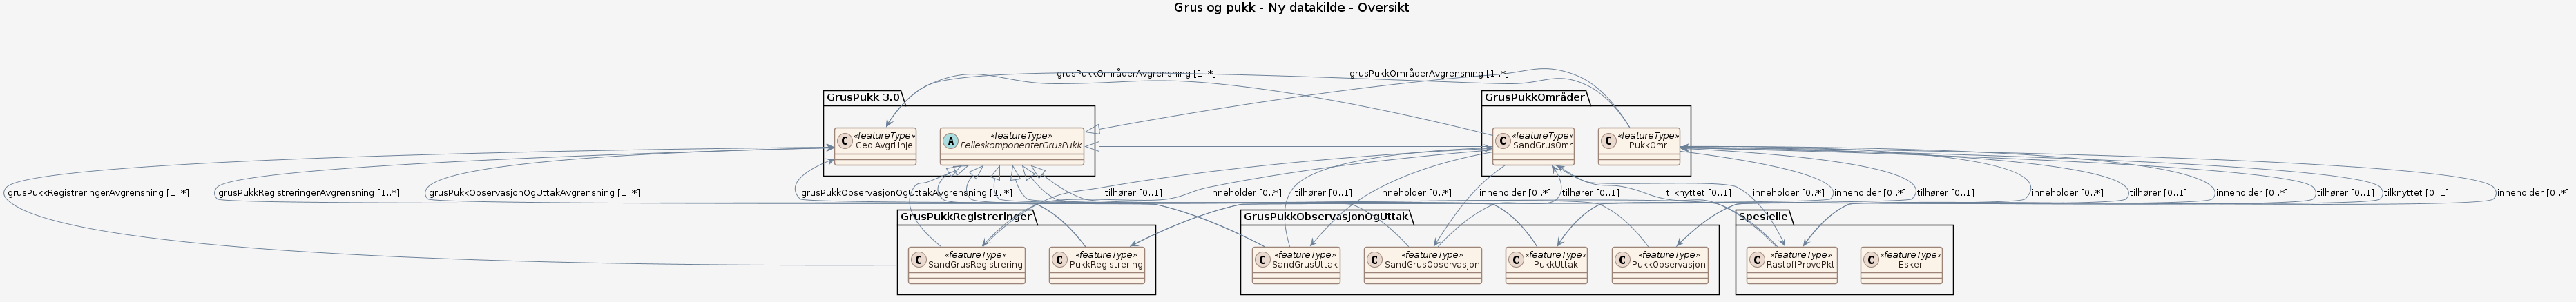 Grus og pukk - Ny datakilde - Oversikt
grusPukkOmråderAvgrensning [1..*]
grusPukkOmråderAvgrensning [1..*]
GrusPukk 3.0
GrusPukkOmråder
C «featureType»
GeolAvgrLinje
A «featureType»
FelleskomponenterGrusPukk
C «featureType»
SandGrusOmr
C «featureType»
PukkOmr
grusPukkRegistreringerAvgrensning [1..*]
grusPukkRegistreringerAvgrensning [1..*]
grusPukkObservasjonOgUttakAvgrensning [1..*]
grusPukkObservasjonOgUttakAvgrensning [1..*]
tilhører [0..1]
inneholder [0..*]
tilhører [0..1]
inneholder [0..*]
inneholder [0..*]
tilhører [0..1]
tilknyttet [0..1]
inneholder [0..*]
inneholder [0..*]
tilhører [0..1]
inneholder [0..*]
tilhører [0..1]
inneholder [0..*]
tilhører [0..1]
tilknyttet [0..1]
inneholder [0..*]
GrusPukkRegistreringer
GrusPukkObservasjonOgUttak
Spesielle
C «featureType»
SandGrusRegistrering
C «featureType»
PukkRegistrering
C «featureType»
SandGrusUttak
C «featureType»
SandGrusObservasjon
C «featureType»
PukkUttak
C «featureType»
PukkObservasjon
C «featureType»
RastoffProvePkt
C «featureType»
Esker